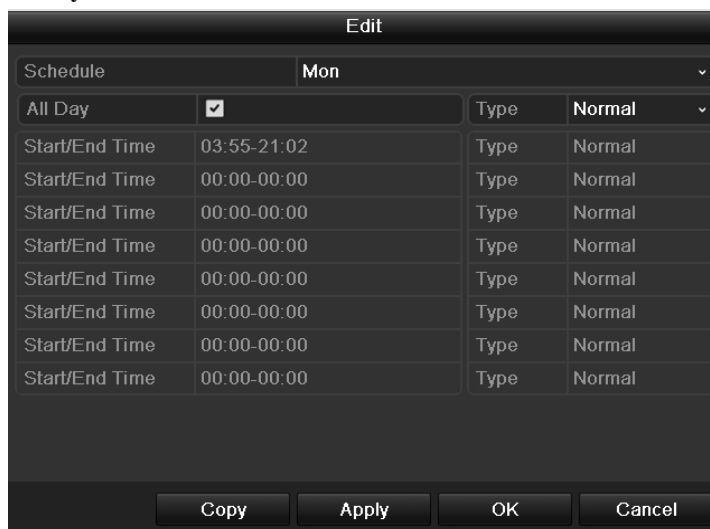 Edit
Schedule Mon
All Day Type Normal
Start/End Time 03:55-21:02 Type Normal
Start/End Time 00:00-00:00 Type Normal
Start/End Time 00:00-00:00 Type Normal
Start/End Time 00:00-00:00 Type Normal
Start/End Time 00:00-00:00 Type Normal
Start/End Time 00:00-00:00 Type Normal
Start/End Time 00:00-00:00 Type Normal
Start/End Time 00:00-00:00 Type Normal
Copy Apply OK Cancel